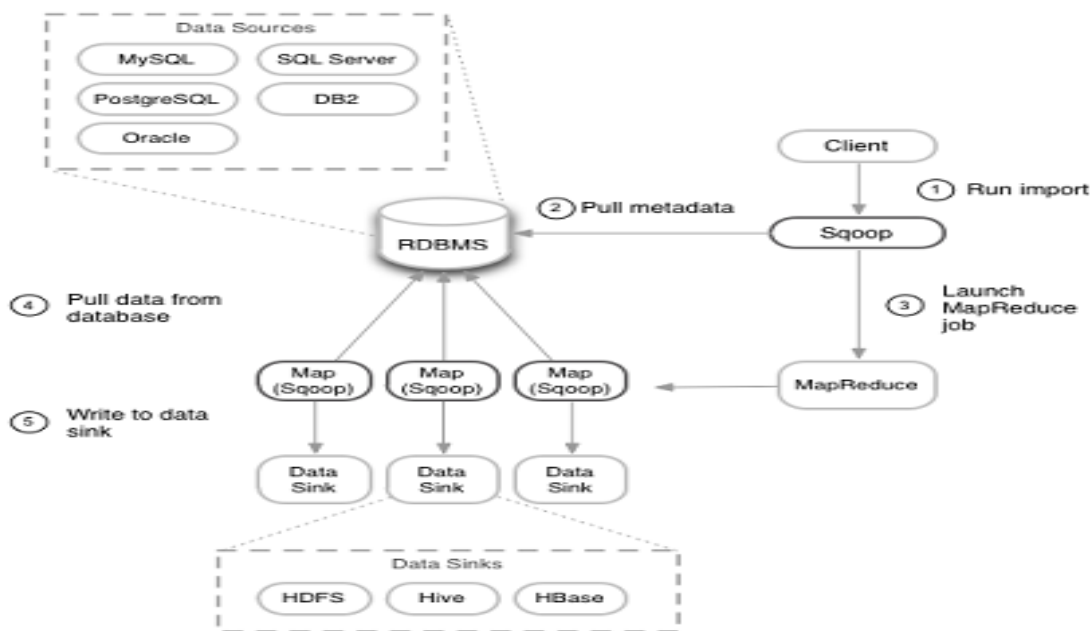 Data Sources
MySQL
SQL Server
PostgreSQL
DB2
Oracle
Client
1 Run import
2 Pull metadata
Sqoop
RDBMS
3 Launch
MapReduce
job
4 Pull data from
database
Map
(Sqoop)
Map
(Sqoop)
Map
(Sqoop)
MapReduce
5 Write to data
sink
Data
Sink
Data
Sink
Data
Sink
Data Sinks
HDFS
Hive
HBase